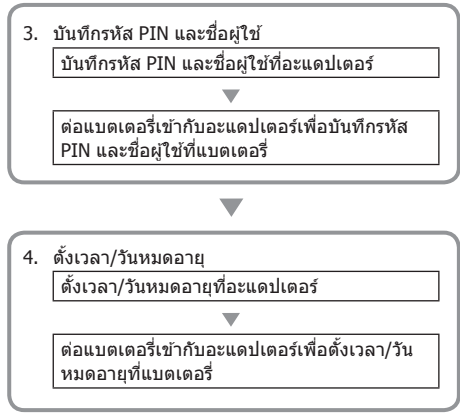 3. บันทึกรหัส PIN และชื่อผู้ใช้
บันทึกรหัส PIN และชื่อผู้ใช้ที่อะแดปเตอร์
ต่อแบตเตอรี่เข้ากับอะแดปเตอร์เพื่อบันทึกรหัส
PIN และชื่อผู้ใช้ที่แบตเตอรี่
4. ตั้งเวลา/วันหมดอายุ
ตั้งเวลา/วันหมดอายุที่อะแดปเตอร์
ต่อแบตเตอรี่เข้ากับอะแดปเตอร์เพื่อตั้งเวลา/วัน
หมดอายุที่แบตเตอรี่